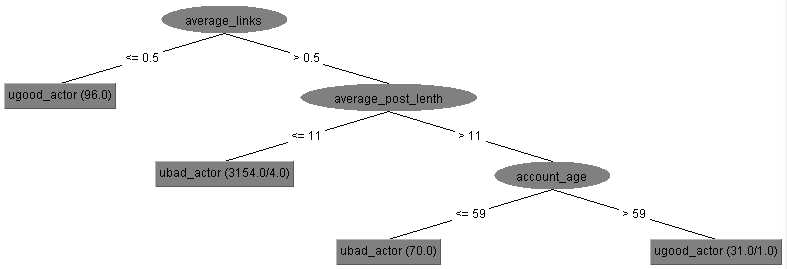 average_links
<= 0.5
> 0.5
ugood_actor (96.0)
average_post_lenth
<= 11
> 11
ubad_actor (3154.0/4.0)
account_age
<= 59
> 59
ubad_actor (70.0)
ugood_actor (31.0/1.0)